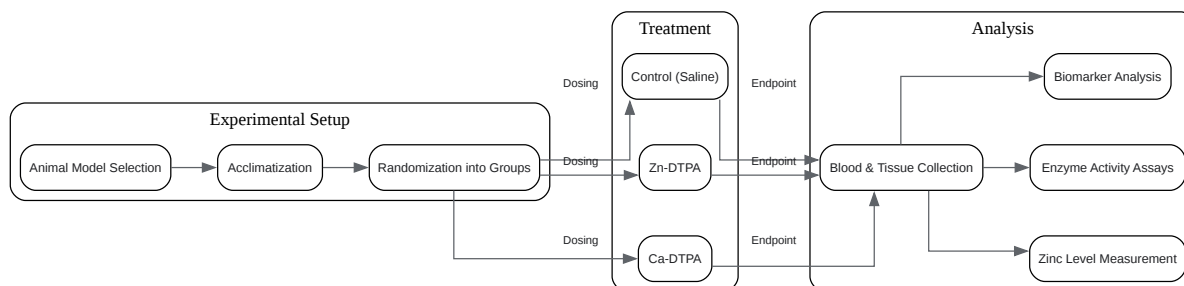 Experimental Setup
Animal Model Selection
Acclimatization
Randomization into Groups
Dosing
Dosing
Dosing
Treatment
Control (Saline)
Zn-DTPA
Ca-DTPA
Endpoint
Endpoint
Endpoint
Analysis
Blood & Tissue Collection
Biomarker Analysis
Enzyme Activity Assays
Zinc Level Measurement